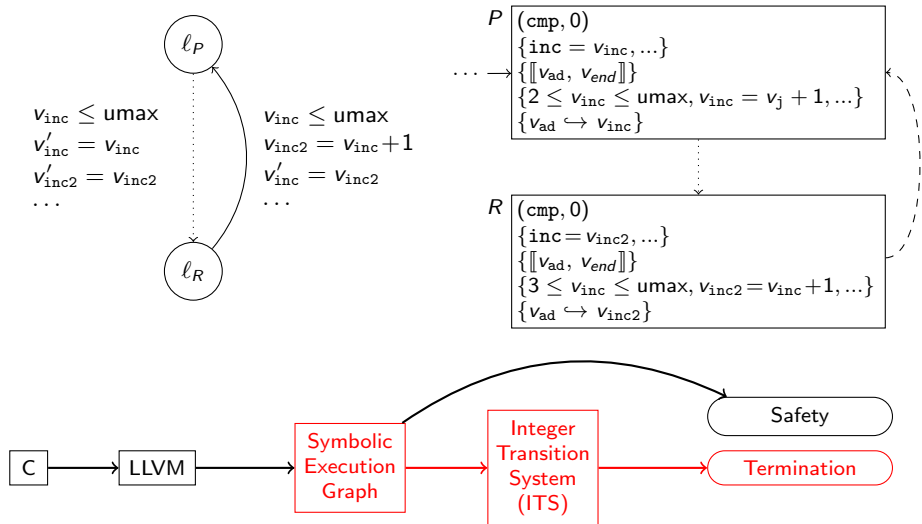 ℓ_P
v_inc ≤ umax
v′_inc = v_inc
v′_inc2 = v_inc2
...
v_inc ≤ umax
v_inc2 = v_inc + 1
v′_inc = v_inc2
...
ℓ_R
...
P
(cmp, 0)
{inc = v_inc, ...}
{⟦v_ad, v_end⟧}
{2 ≤ v_inc ≤ umax, v_inc = v_j + 1, ...}
{v_ad ↪ v_inc}
R
(cmp, 0)
{inc = v_inc2, ...}
{⟦v_ad, v_end⟧}
{3 ≤ v_inc ≤ umax, v_inc2 = v_inc + 1, ...}
{v_ad ↪ v_inc2}
C
LLVM
Symbolic
Execution
Graph
Integer
Transition
System
(ITS)
Safety
Termination